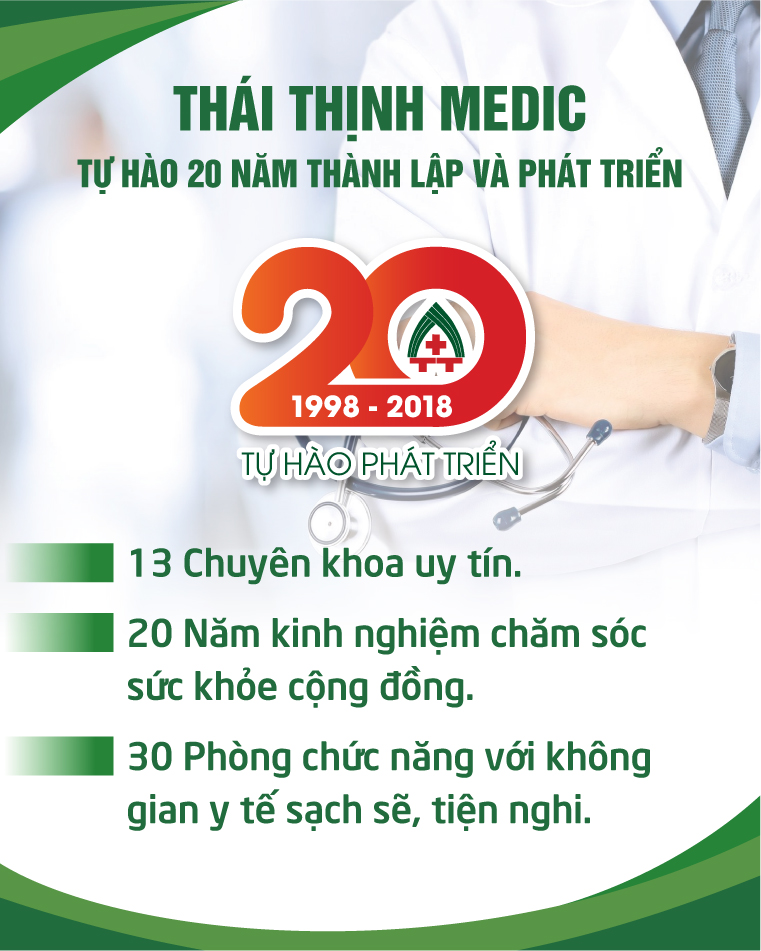 THÁI THỊNH MEDIC
TỰ HÀO 20 NĂM THÀNH LẬP VÀ PHÁT TRIỂN
20
TT
1998 - 2018
TỰ HÀO PHÁT TRIỂN
13 Chuyên khoa uy tín.
20 Năm kinh nghiệm chăm sóc
sức khỏe cộng đồng.
30 Phòng chức năng với không
gian y tế sạch sẽ, tiện nghi.